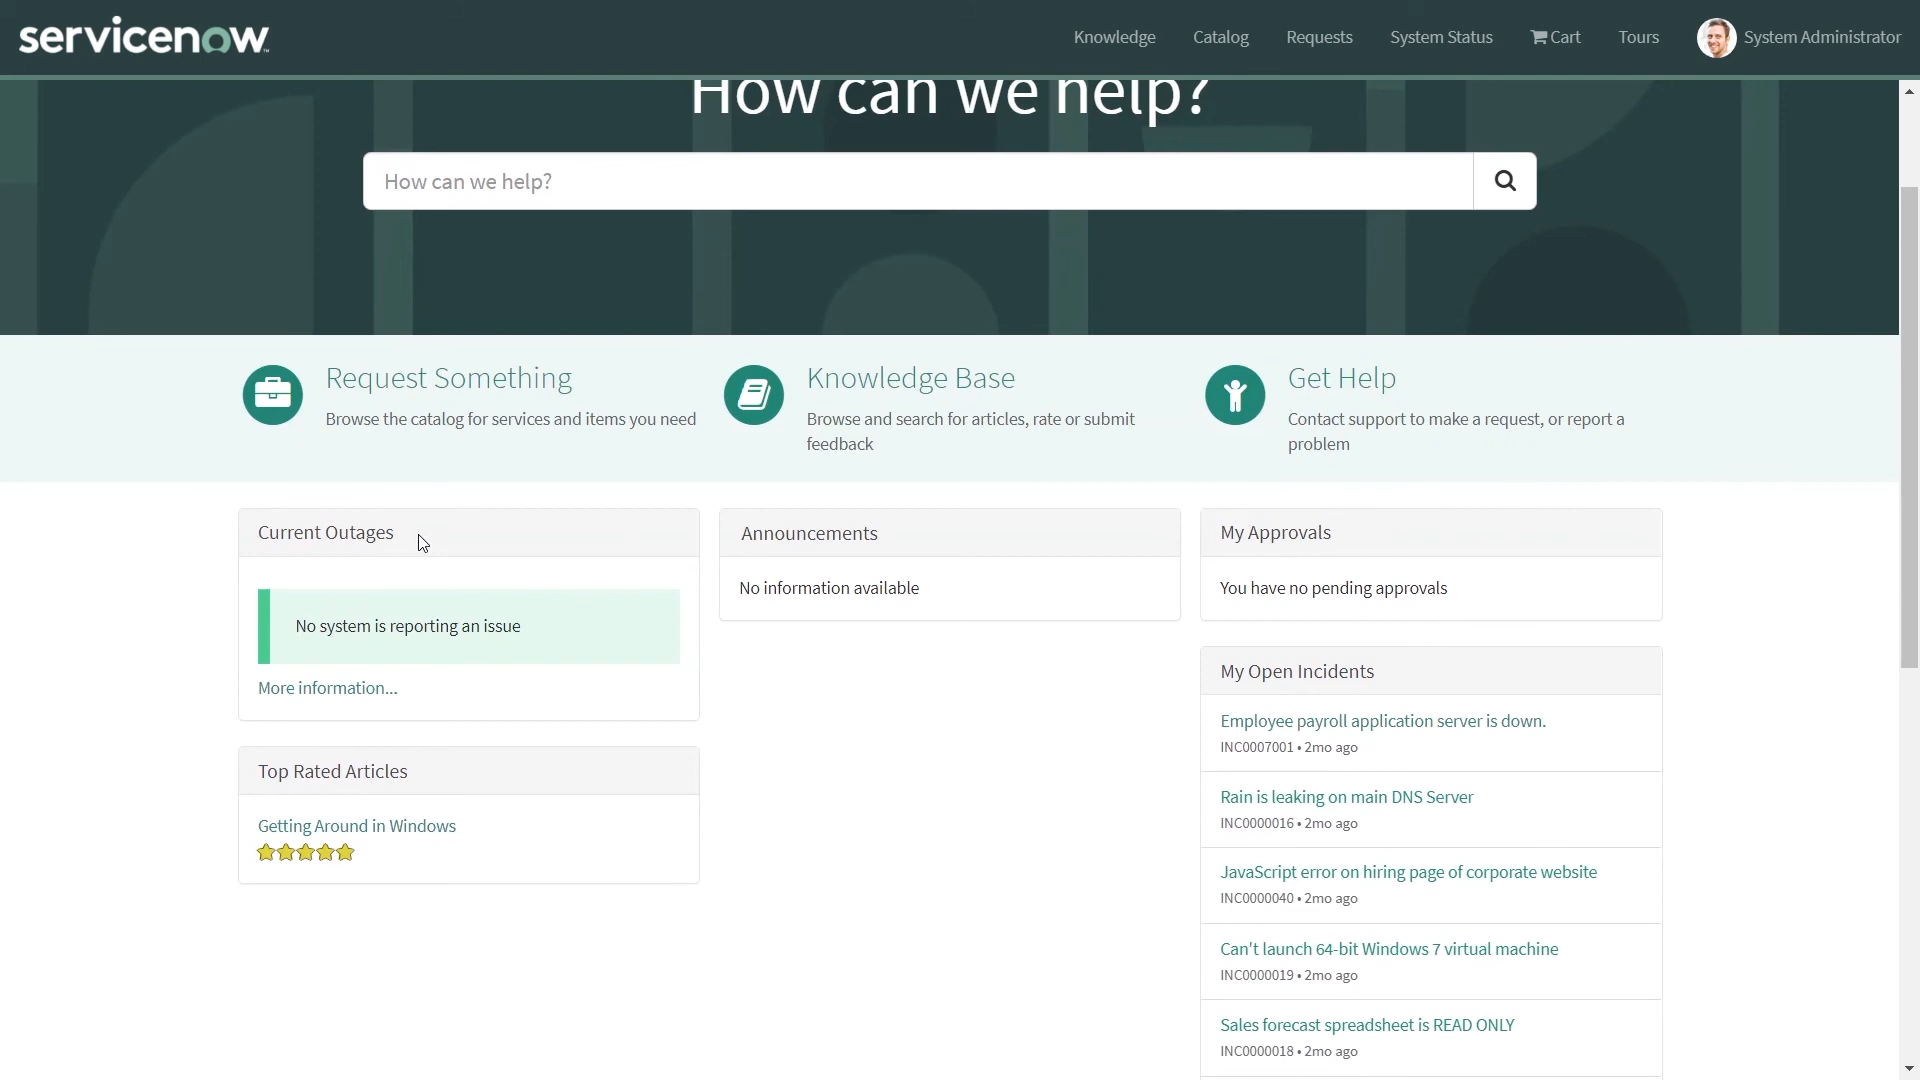 servicenow
Knowledge
Catalog
Requests
System Status
Cart
Tours
System Administrator
How can we help?
How can we help?
Request Something
Browse the catalog for services and items you need
Knowledge Base
Browse and search for articles, rate or submit
feedback
Get Help
Contact support to make a request, or report a
problem
Current Outages
No system is reporting an issue
More information...
Top Rated Articles
Getting Around in Windows
Announcements
No information available
My Approvals
You have no pending approvals
My Open Incidents
Employee payroll application server is down.
INC0007001 • 2mo ago
Rain is leaking on main DNS Server
INC0000016 • 2mo ago
JavaScript error on hiring page of corporate website
INC0000040 • 2mo ago
Can't launch 64-bit Windows 7 virtual machine
INC0000019 • 2mo ago
Sales forecast spreadsheet is READ ONLY
INC0000018 • 2mo ago